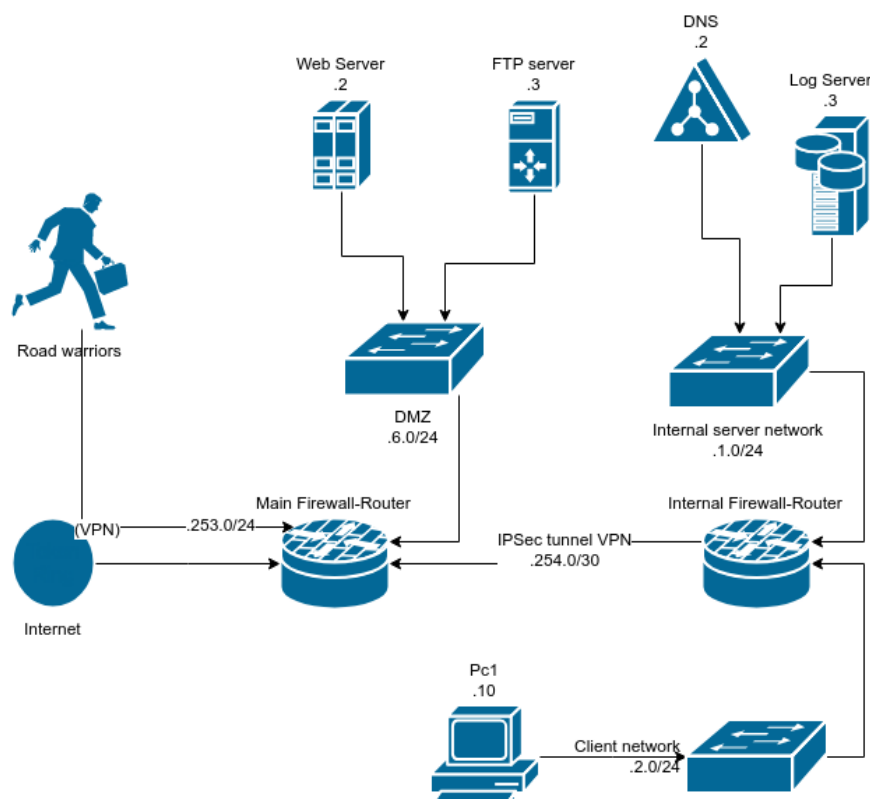 DNS
.2
Web Server
.2
FTP server
.3
Log Server
.3
Road warriors
DMZ
.6.0/24
Internal server network
.1.0/24
Main Firewall-Router
Internal Firewall-Router
(VPN)
.253.0/24
IPSec tunnel VPN
.254.0/30
Internet
Pc1
.10
Client network
.2.0/24